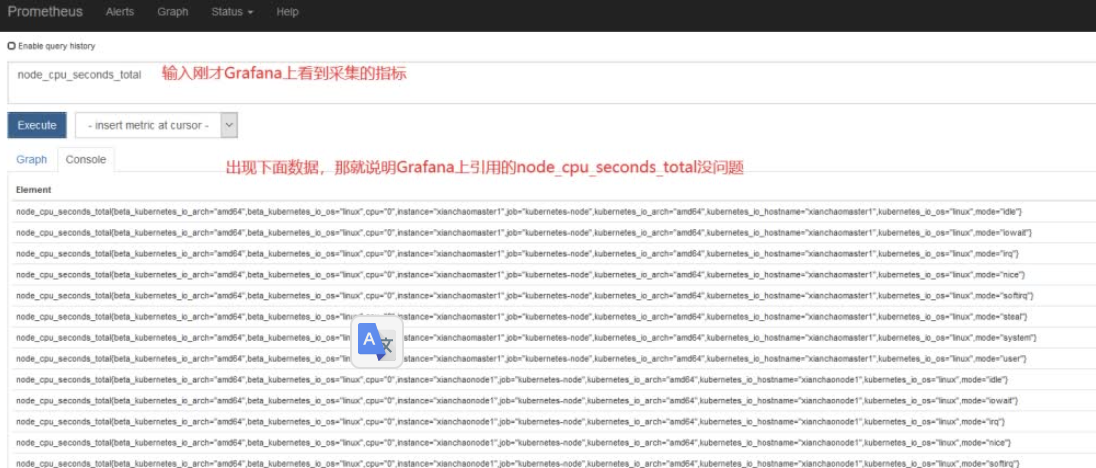 Prometheus Alerts Graph Status Help
Enable query history
node_cpu_seconds_total 输入刚才Grafana上看到采集的指标
Execute - insert metric at cursor -
Graph Console 出现下面数据，那就说明Grafana上引用的node_cpu_seconds_total没问题
Element
node_cpu_seconds_total{beta_kubernetes_io_arch="amd64",beta_kubernetes_io_os="linux",cpu="0",instance="xianchaomaster1",job="kubernetes-node",kubernetes_io_arch="amd64",kubernetes_io_hostname="xianchaomaster1",kubernetes_io_os="linux",mode="idle"}
node_cpu_seconds_total{beta_kubernetes_io_arch="amd64",beta_kubernetes_io_os="linux",cpu="0",instance="xianchaomaster1",job="kubernetes-node",kubernetes_io_arch="amd64",kubernetes_io_hostname="xianchaomaster1",kubernetes_io_os="linux",mode="iowait"}
node_cpu_seconds_total{beta_kubernetes_io_arch="amd64",beta_kubernetes_io_os="linux",cpu="0",instance="xianchaomaster1",job="kubernetes-node",kubernetes_io_arch="amd64",kubernetes_io_hostname="xianchaomaster1",kubernetes_io_os="linux",mode="irq"}
node_cpu_seconds_total{beta_kubernetes_io_arch="amd64",beta_kubernetes_io_os="linux",cpu="0",instance="xianchaomaster1",job="kubernetes-node",kubernetes_io_arch="amd64",kubernetes_io_hostname="xianchaomaster1",kubernetes_io_os="linux",mode="nice"}
node_cpu_seconds_total{beta_kubernetes_io_arch="amd64",beta_kubernetes_io_os="linux",cpu="0",instance="xianchaomaster1",job="kubernetes-node",kubernetes_io_arch="amd64",kubernetes_io_hostname="xianchaomaster1",kubernetes_io_os="linux",mode="softirq"}
node_cpu_seconds_total{beta_kubernetes_io_arch="amd64",beta_kubernetes_io_os="linux",instance="xianchaomaster1",job="kubernetes-node",kubernetes_io_arch="amd64",kubernetes_io_hostname="xianchaomaster1",kubernetes_io_os="linux",mode="steal"}
node_cpu_seconds_total{beta_kubernetes_io_arch="amd64",beta_kubernetes_io_os="li instance="xianchaomaster1",job="kubernetes-node",kubernetes_io_arch="amd64",kubernetes_io_hostname="xianchaomaster1",kubernetes_io_os="linux",mode="system"}
A 文
node_cpu_seconds_total{beta_kubernetes_io_arch="amd64",beta_kubernetes_io_os="li instance="xianchaomaster1",job="kubernetes-node",kubernetes_io_arch="amd64",kubernetes_io_hostname="xianchaomaster1",kubernetes_io_os="linux",mode="user"}
node_cpu_seconds_total{beta_kubernetes_io_arch="amd64",beta_kubernetes_io_os="linux",cpu="0",instance="xianchaonode1",job="kubernetes-node",kubernetes_io_arch="amd64",kubernetes_io_hostname="xianchaonode1",kubernetes_io_os="linux",mode="idle"}
node_cpu_seconds_total{beta_kubernetes_io_arch="amd64",beta_kubernetes_io_os="linux",cpu="0",instance="xianchaonode1",job="kubernetes-node",kubernetes_io_arch="amd64",kubernetes_io_hostname="xianchaonode1",kubernetes_io_os="linux",mode="iowait"}
node_cpu_seconds_total{beta_kubernetes_io_arch="amd64",beta_kubernetes_io_os="linux",cpu="0",instance="xianchaonode1",job="kubernetes-node",kubernetes_io_arch="amd64",kubernetes_io_hostname="xianchaonode1",kubernetes_io_os="linux",mode="irq"}
node_cpu_seconds_total{beta_kubernetes_io_arch="amd64",beta_kubernetes_io_os="linux",cpu="0",instance="xianchaonode1",job="kubernetes-node",kubernetes_io_arch="amd64",kubernetes_io_hostname="xianchaonode1",kubernetes_io_os="linux",mode="nice"}
node_cpu_seconds_total{beta_kubernetes_io_arch="amd64",beta_kubernetes_io_os="linux",cpu="0",instance="xianchaonode1",job="kubernetes-node",kubernetes_io_arch="amd64",kubernetes_io_hostname="xianchaonode1",kubernetes_io_os="linux",mode="softirq"}